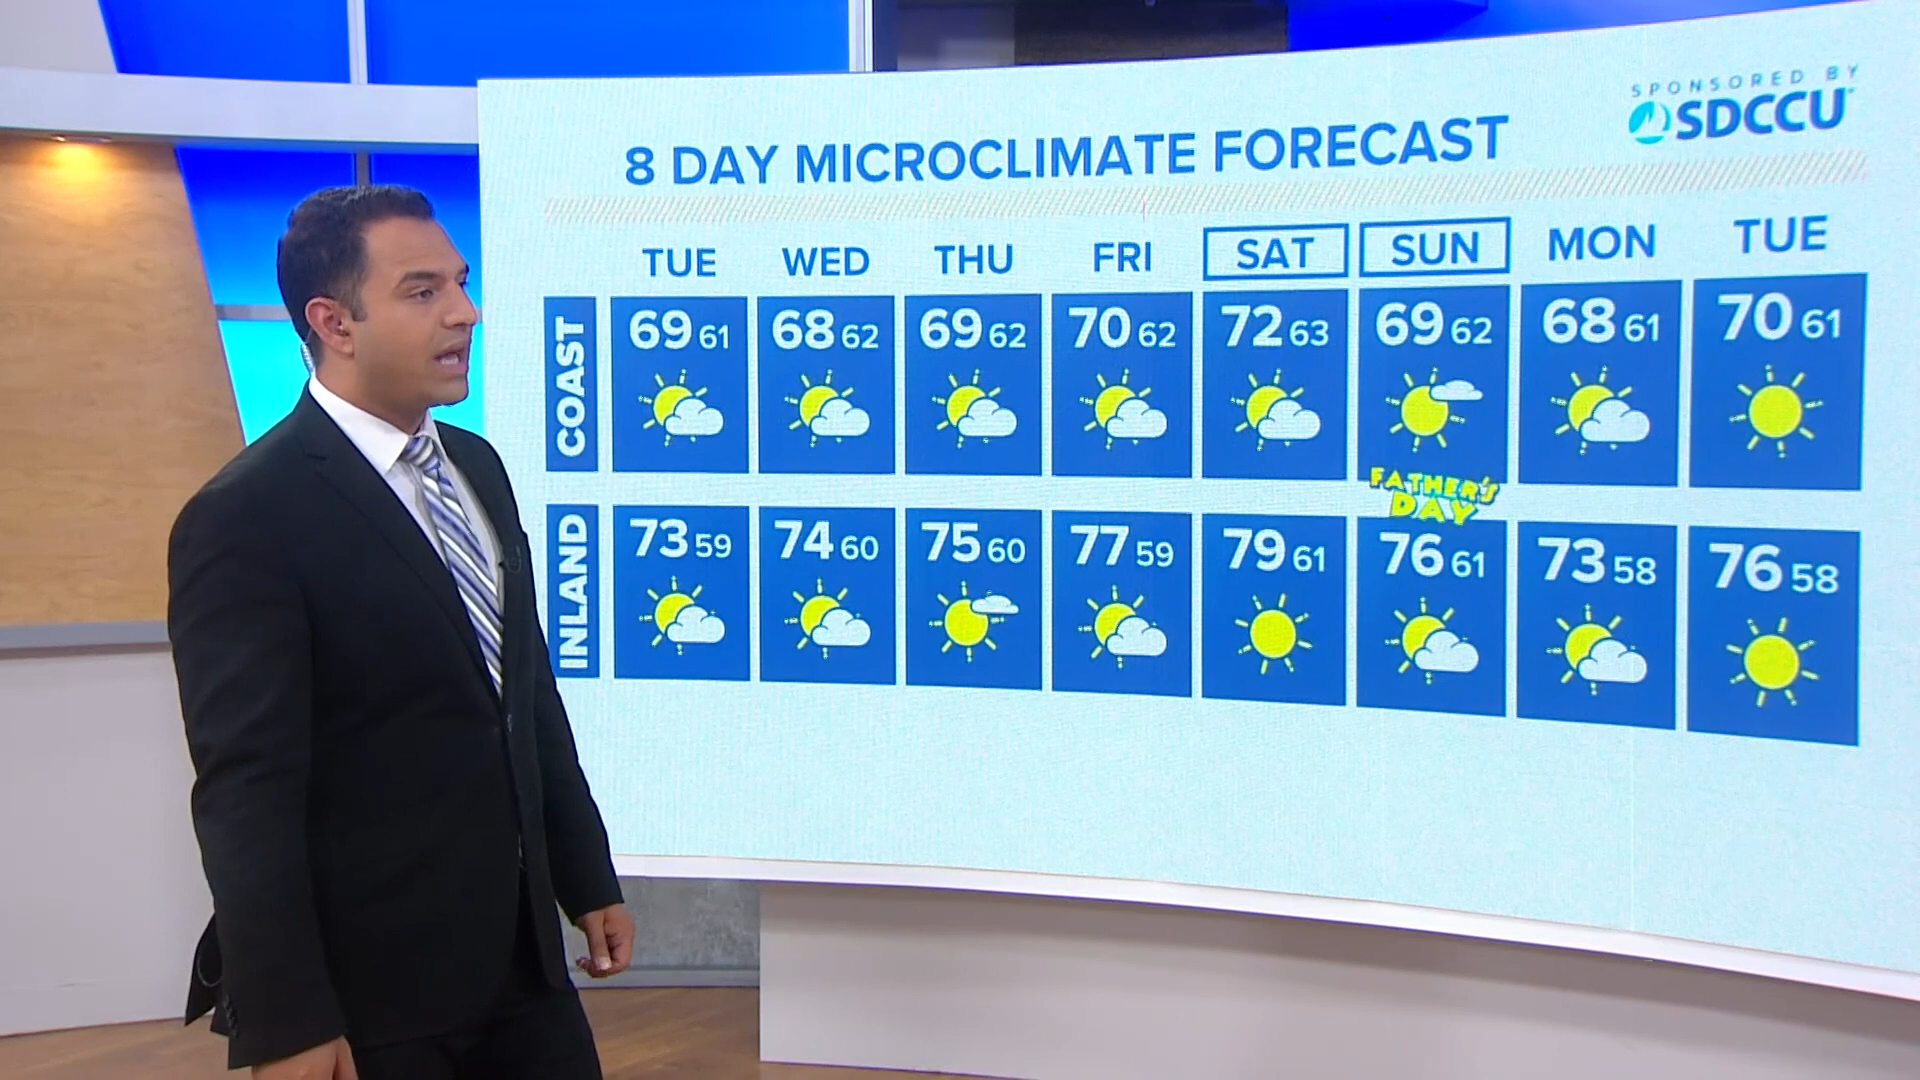 SPONSORED BY
SDCCU
8 DAY MICROCLIMATE FORECAST
TUE WED THU FRI SAT SUN MON TUE
COAST
69 61 68 62 69 62 70 62 72 63 69 62 68 61 70 61
FATHER'S
DAY
INLAND
73 59 74 60 75 60 77 59 79 61 76 61 73 58 76 58